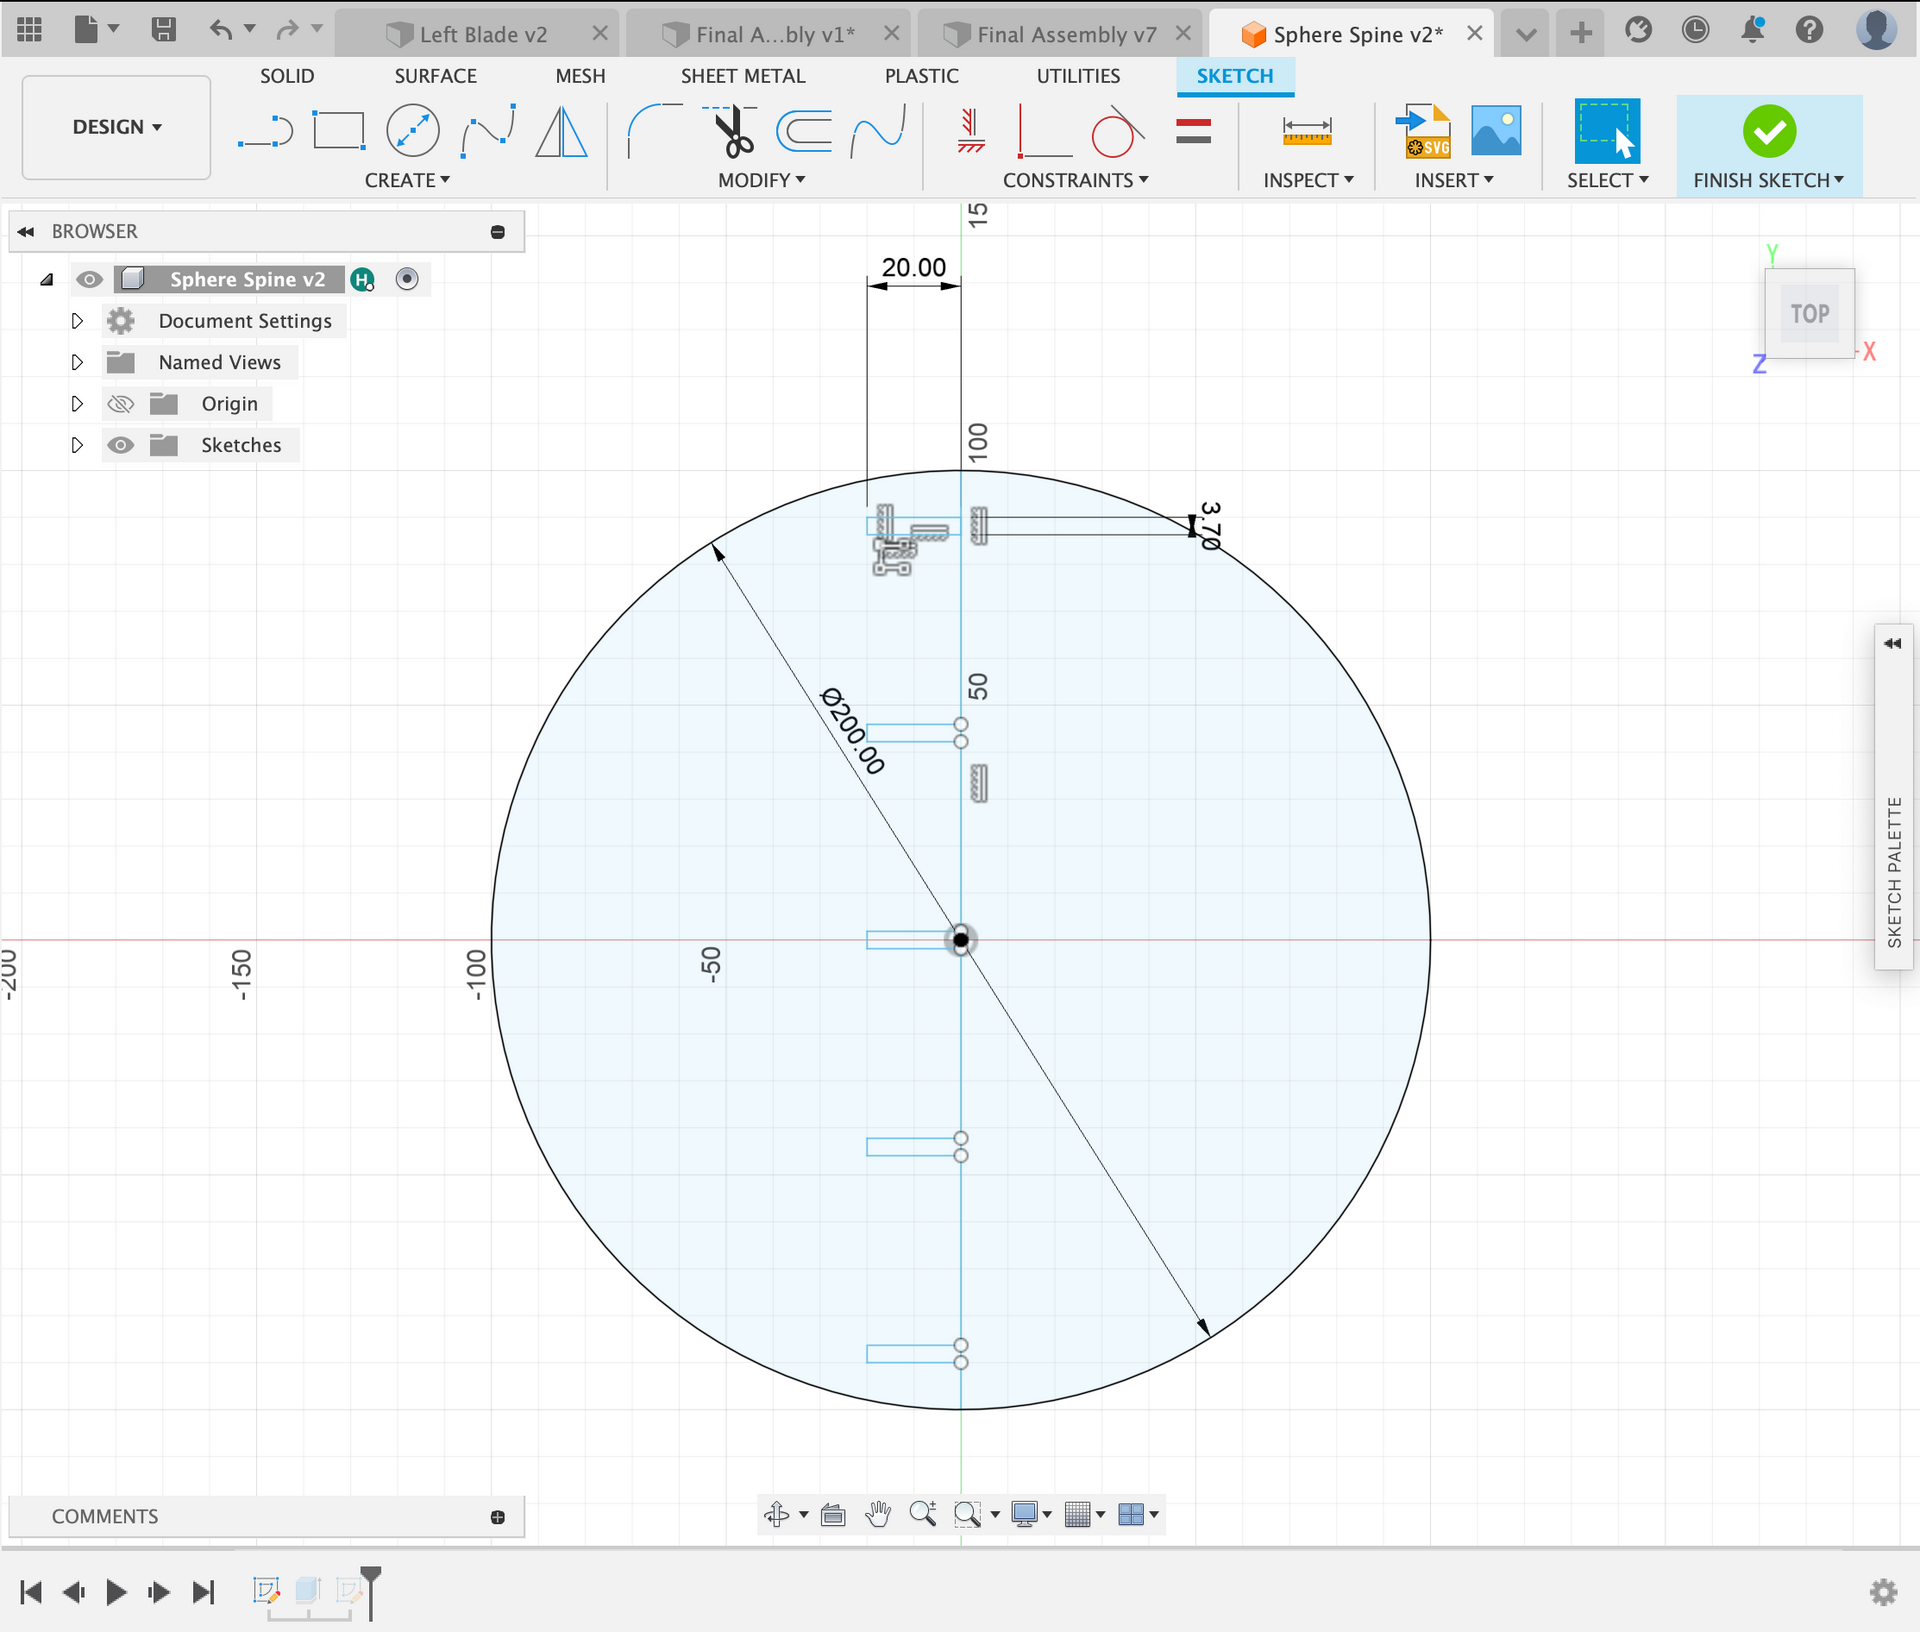 Left Blade v2
Final A...bly v1*
Final Assembly v7
Sphere Spine v2*
SOLID
SURFACE
MESH
SHEET METAL
PLASTIC
UTILITIES
SKETCH
DESIGN
SVG
CREATE
MODIFY
CONSTRAINTS
INSPECT
INSERT
SELECT
FINISH SKETCH
BROWSER
Sphere Spine v2
H
Document Settings
Named Views
Origin
Sketches
15
20.00
Y
TOP
X
Z
100
3.70
50
Ø200.00
-200
-150
-100
-50
SKETCH PALETTE
COMMENTS